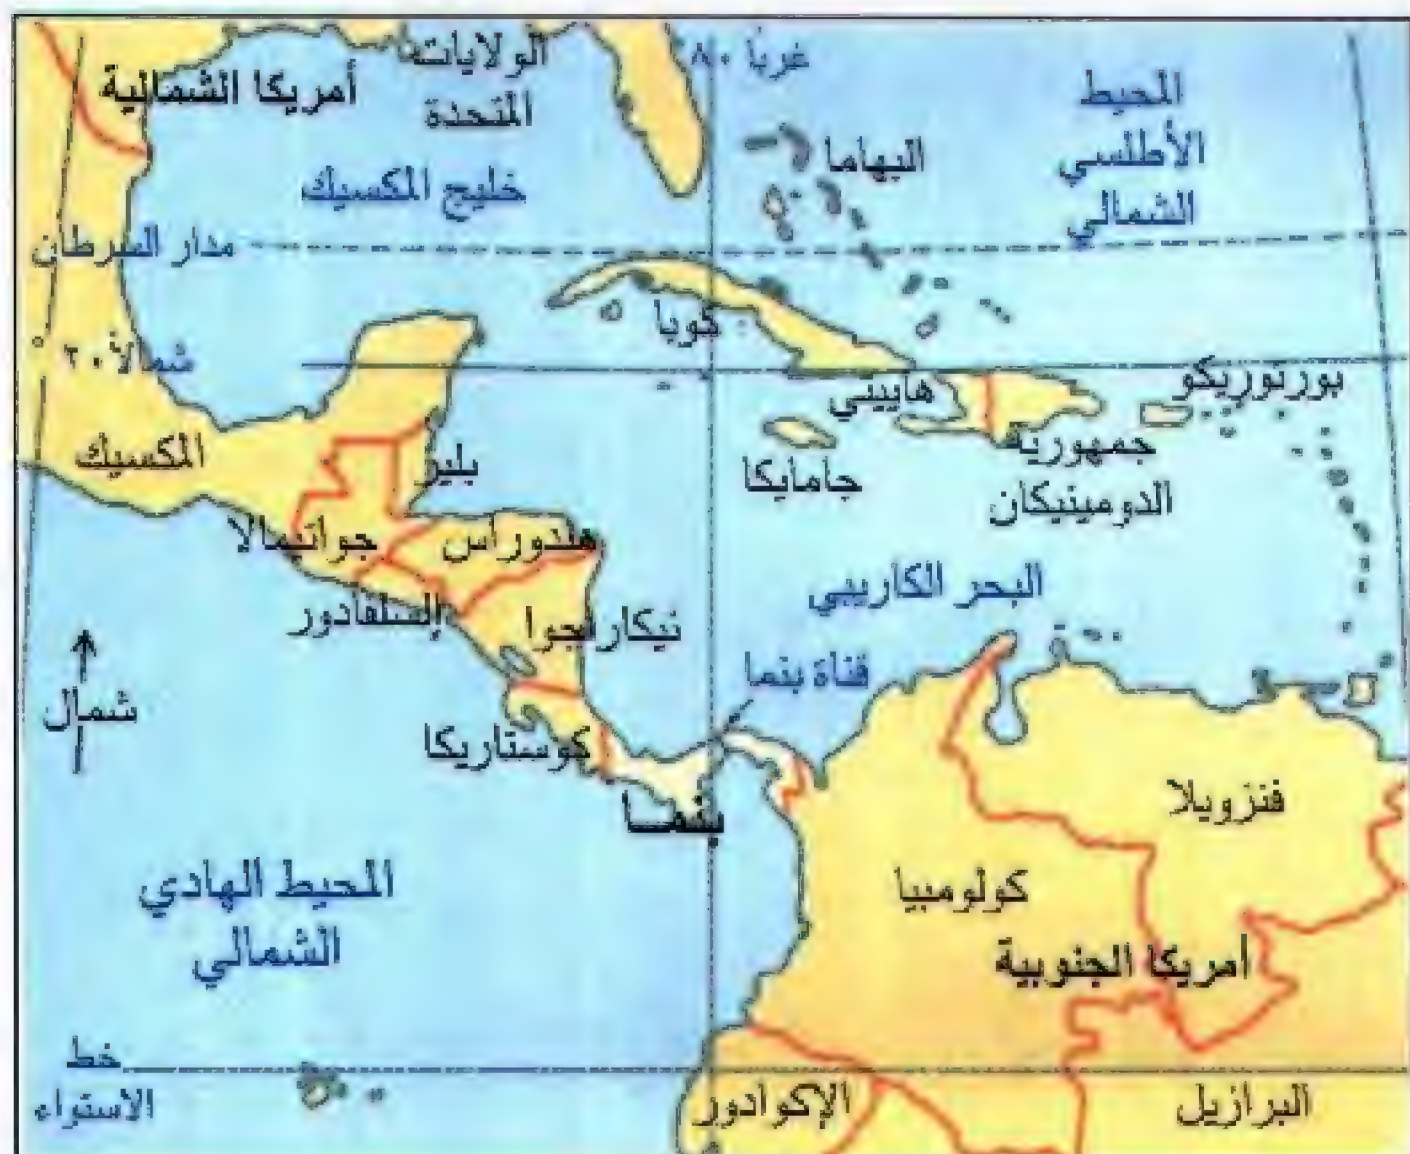 الولايات
المتحدة
غرباً ٨٠
المحيط
الأطلسي
الشمالي
أمريكا الشمالية
البهاما
خليج المكسيك
مدار السرطان
كوبا
شمالاً ٢٠°
هاييتي
بورتوريكو
المكسيك
بليز
جامايكا
جمهورية
الدومينيكان
جواتيمالا
هندوراس
البحر الكاريبي
السلفادور
نيكاراجوا
قناة بنما
شمال
كوستاريكا
بنمـا
فنزويلا
المحيط الهادي
الشمالي
كولومبيا
أمريكا الجنوبية
خط
الاستواء
الإكوادور
البرازيل